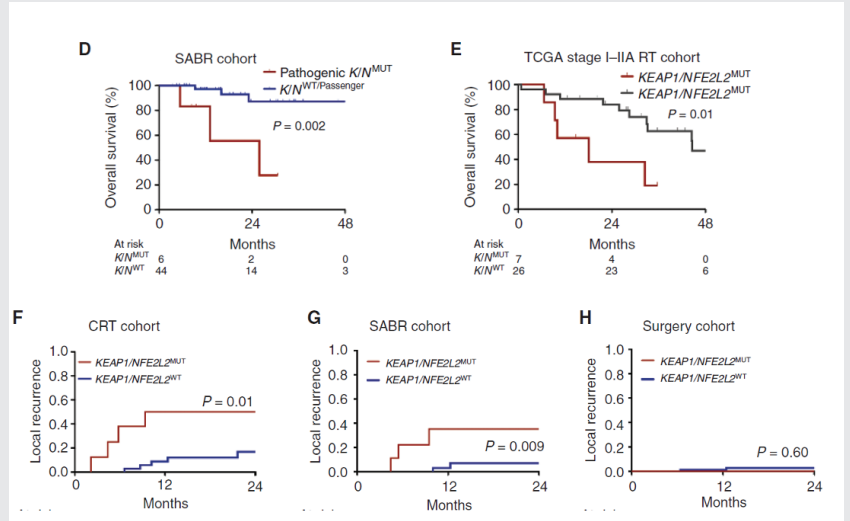 D
SABR cohort
Pathogenic K/N^MUT
K/N^WT/Passenger
P = 0.002
Overall survival (%)
100
80
60
40
20
0
0 24 48
Months
At risk
K/N^MUT 6 2 0
K/N^WT 44 14 3
E
TCGA stage I–IIA RT cohort
KEAP1/NFE2L2^MUT
KEAP1/NFE2L2^MUT
P = 0.01
Overall survival (%)
100
80
60
40
20
0
0 24 48
Months
At risk
K/N^MUT 7 4 0
K/N^WT 26 23 6
F
CRT cohort
KEAP1/NFE2L2^MUT
KEAP1/NFE2L2^WT
P = 0.01
Local recurrence
1.0
0.8
0.6
0.4
0.2
0.0
0 12 24
Months
G
SABR cohort
KEAP1/NFE2L2^MUT
KEAP1/NFE2L2^WT
P = 0.009
Local recurrence
1.0
0.8
0.6
0.4
0.2
0.0
0 12 24
Months
H
Surgery cohort
KEAP1/NFE2L2^MUT
KEAP1/NFE2L2^WT
P = 0.60
Local recurrence
1.0
0.8
0.6
0.4
0.2
0.0
0 12 24
Months